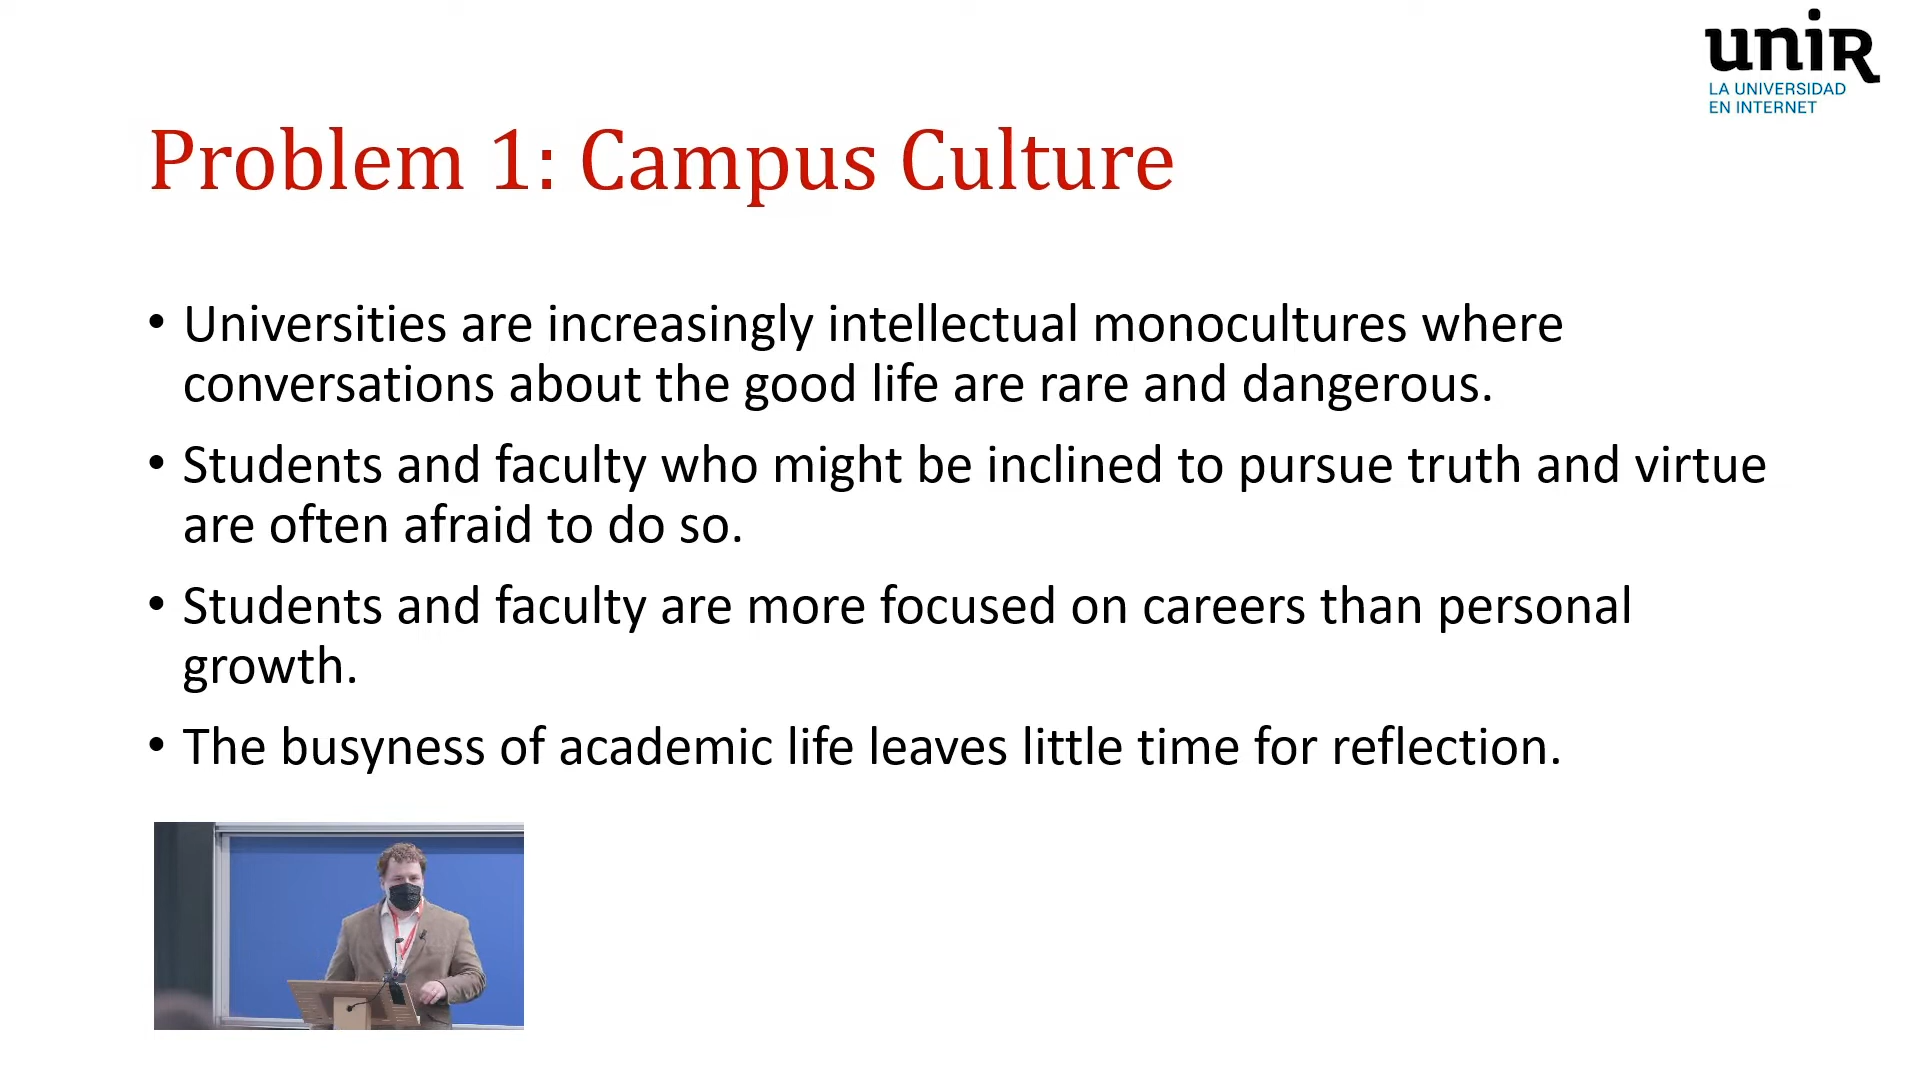 uniR
LA UNIVERSIDAD
EN INTERNET
Problem 1: Campus Culture
• Universities are increasingly intellectual monocultures where
conversations about the good life are rare and dangerous.
• Students and faculty who might be inclined to pursue truth and virtue
are often afraid to do so.
• Students and faculty are more focused on careers than personal
growth.
• The busyness of academic life leaves little time for reflection.